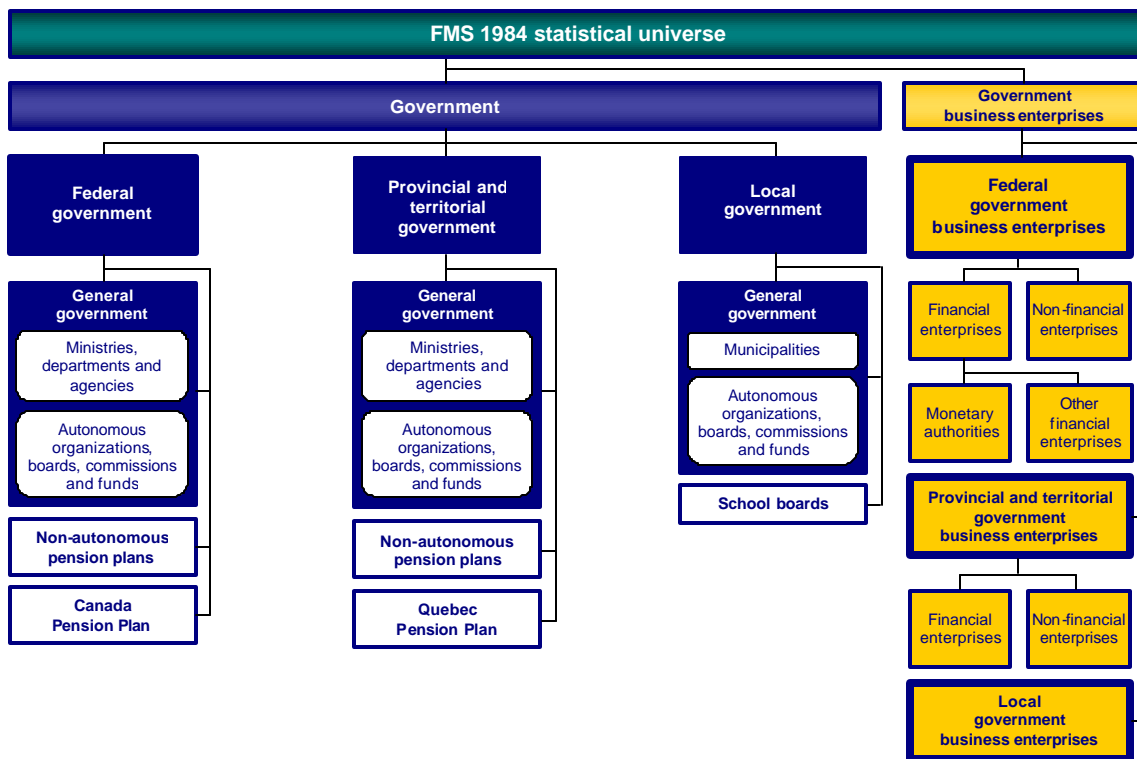 FMS 1984 statistical universe
Government
Government
business enterprises
Federal
government
Provincial and
territorial
government
Local
government
Federal
government
business enterprises
General
government
Ministries,
departments and
agencies
Autonomous
organizations,
boards, commissions
and funds
Non-autonomous
pension plans
Canada
Pension Plan
General
government
Ministries,
departments and
agencies
Autonomous
organizations,
boards, commissions
and funds
Non-autonomous
pension plans
Quebec
Pension Plan
General
government
Municipalities
Autonomous
organizations,
boards, commissions
and funds
School boards
Financial
enterprises
Non-financial
enterprises
Monetary
authorities
Other
financial
enterprises
Provincial and territorial
government
business enterprises
Financial
enterprises
Non-financial
enterprises
Local
government
business enterprises